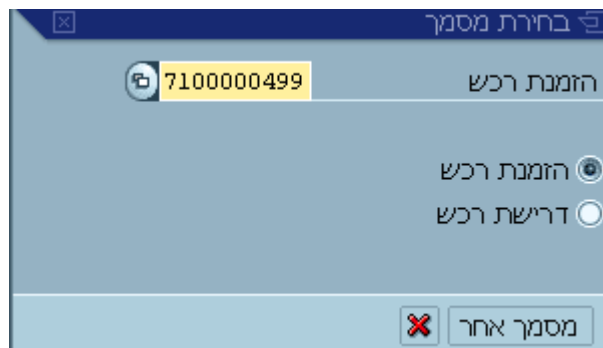 בחירת מסמך
הזמנת רכש 7100000499
הזמנת רכש
דרישת רכש
מסמך אחר